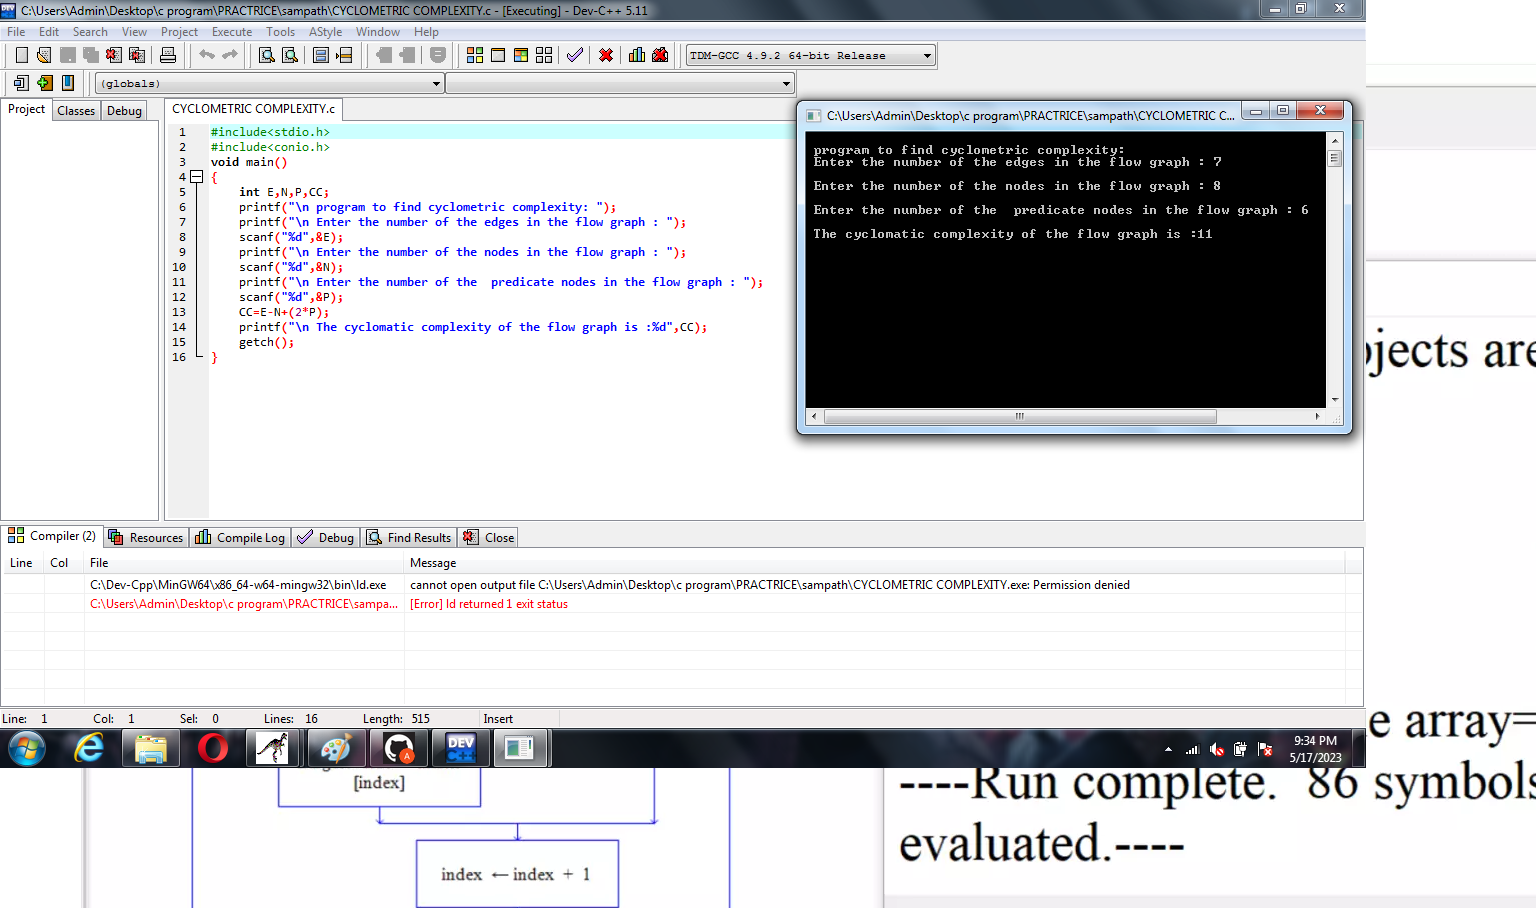 C:\Users\Admin\Desktop\c program\PRACTRICE\sampath\CYCLOMETRIC COMPLEXITY.c - [Executing] - Dev-C++ 5.11
File Edit Search View Project Execute Tools AStyle Window Help
TDM-GCC 4.9.2 64-bit Release
(globals)
Project Classes Debug
CYCLOMETRIC COMPLEXITY.c
1 #include<stdio.h>
2 #include<conio.h>
3 void main()
4 {
5 int E,N,P,CC;
6 printf("\n program to find cyclometric complexity: ");
7 printf("\n Enter the number of the edges in the flow graph : ");
8 scanf("%d",&E);
9 printf("\n Enter the number of the nodes in the flow graph : ");
10 scanf("%d",&N);
11 printf("\n Enter the number of the  predicate nodes in the flow graph : ");
12 scanf("%d",&P);
13 CC=E-N+(2*P);
14 printf("\n The cyclomatic complexity of the flow graph is :%d",CC);
15 getch();
16 }
C:\Users\Admin\Desktop\c program\PRACTRICE\sampath\CYCLOMETRIC C...
program to find cyclometric complexity:
Enter the number of the edges in the flow graph : 7
Enter the number of the nodes in the flow graph : 8
Enter the number of the  predicate nodes in the flow graph : 6
The cyclomatic complexity of the flow graph is :11
Compiler (2) Resources Compile Log Debug Find Results Close
Line Col File Message
C:\Dev-Cpp\MinGW64\x86_64-w64-mingw32\bin\ld.exe cannot open output file C:\Users\Admin\Desktop\c program\PRACTRICE\sampath\CYCLOMETRIC COMPLEXITY.exe: Permission denied
C:\Users\Admin\Desktop\c program\PRACTRICE\sampa... [Error] ld returned 1 exit status
Line: 1 Col: 1 Sel: 0 Lines: 16 Length: 515 Insert
DEV C++
9:34 PM
5/17/2023
jects are
e array=
[index]
index ← index + 1
----Run complete. 86 symbols
evaluated.----